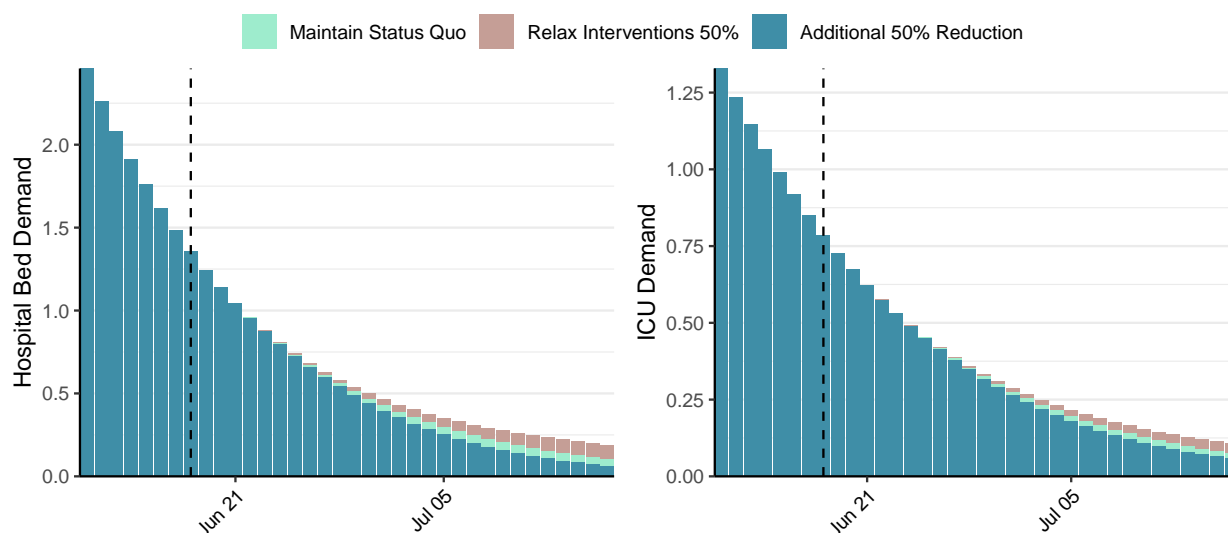 Maintain Status Quo Relax Interventions 50% Additional 50% Reduction
Hospital Bed Demand
2.0
1.5
1.0
0.5
0.0
Jun 21
Jul 05
ICU Demand
1.25
1.00
0.75
0.50
0.25
0.00
Jun 21
Jul 05